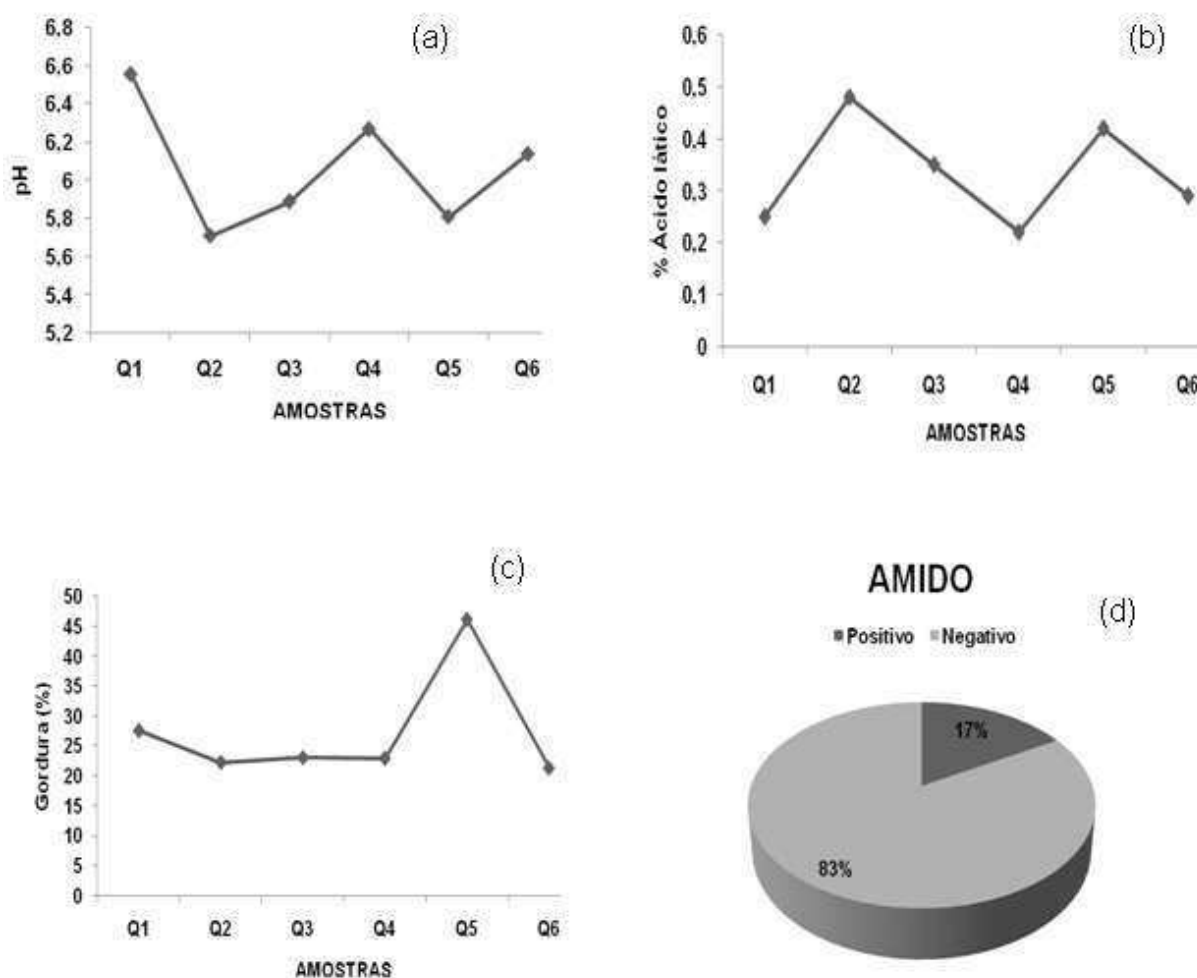 (a)
pH
6,8
6,6
6,4
6,2
6
5,8
5,6
5,4
5,2
Q1 Q2 Q3 Q4 Q5 Q6
AMOSTRAS
(b)
% Ácido lático
0,6
0,5
0,4
0,3
0,2
0,1
0
Q1 Q2 Q3 Q4 Q5 Q6
AMOSTRAS
(c)
Gordura (%)
50
45
40
35
30
25
20
15
10
5
0
Q1 Q2 Q3 Q4 Q5 Q6
AMOSTRAS
AMIDO
(d)
Positivo Negativo
17%
83%